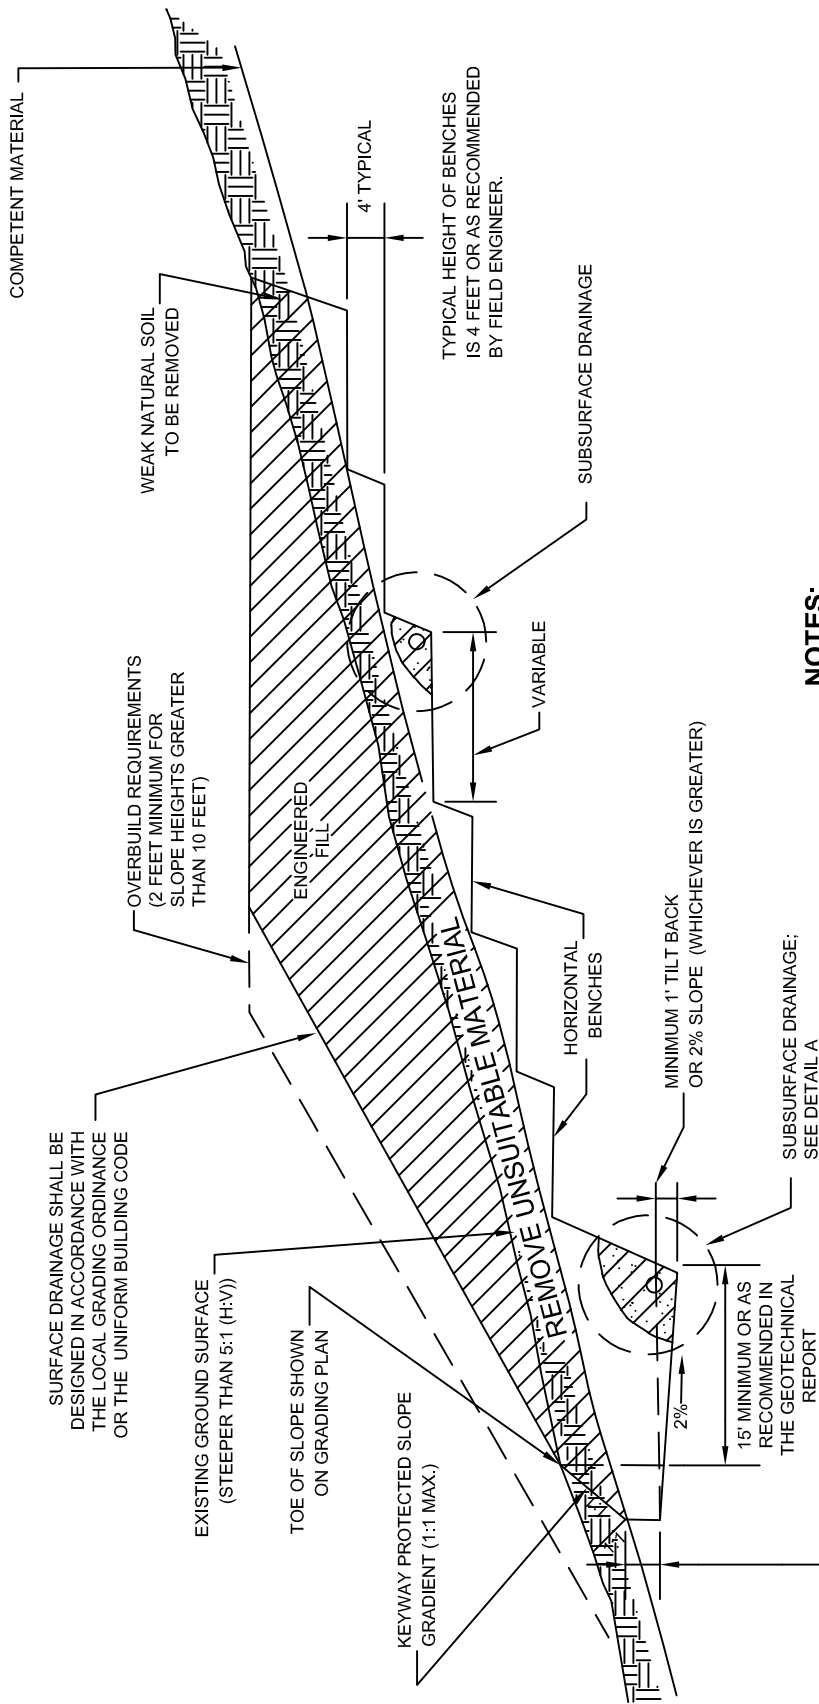 COMPETENT MATERIAL
WEAK NATURAL SOIL
TO BE REMOVED
4' TYPICAL
TYPICAL HEIGHT OF BENCHES
IS 4 FEET OR AS RECOMMENDED
BY FIELD ENGINEER.
OVERBUILD REQUIREMENTS
(2 FEET MINIMUM FOR
SLOPE HEIGHTS GREATER
THAN 10 FEET)
ENGINEERED
FILL
SUBSURFACE DRAINAGE
VARIABLE
SURFACE DRAINAGE SHALL BE
DESIGNED IN ACCORDANCE WITH
THE LOCAL GRADING ORDINANCE
OR THE UNIFORM BUILDING CODE
EXISTING GROUND SURFACE
(STEEPER THAN 5:1 (H:V))
TOE OF SLOPE SHOWN
ON GRADING PLAN
KEYWAY PROTECTED SLOPE
GRADIENT (1:1 MAX.)
REMOVE UNSUITABLE MATERIAL
HORIZONTAL
BENCHES
MINIMUM 1' TILT BACK
OR 2% SLOPE (WHICHEVER IS GREATER)
SUBSURFACE DRAINAGE;
SEE DETAIL A
2%
15' MINIMUM OR AS
RECOMMENDED IN
THE GEOTECHNICAL
REPORT
NOTES: